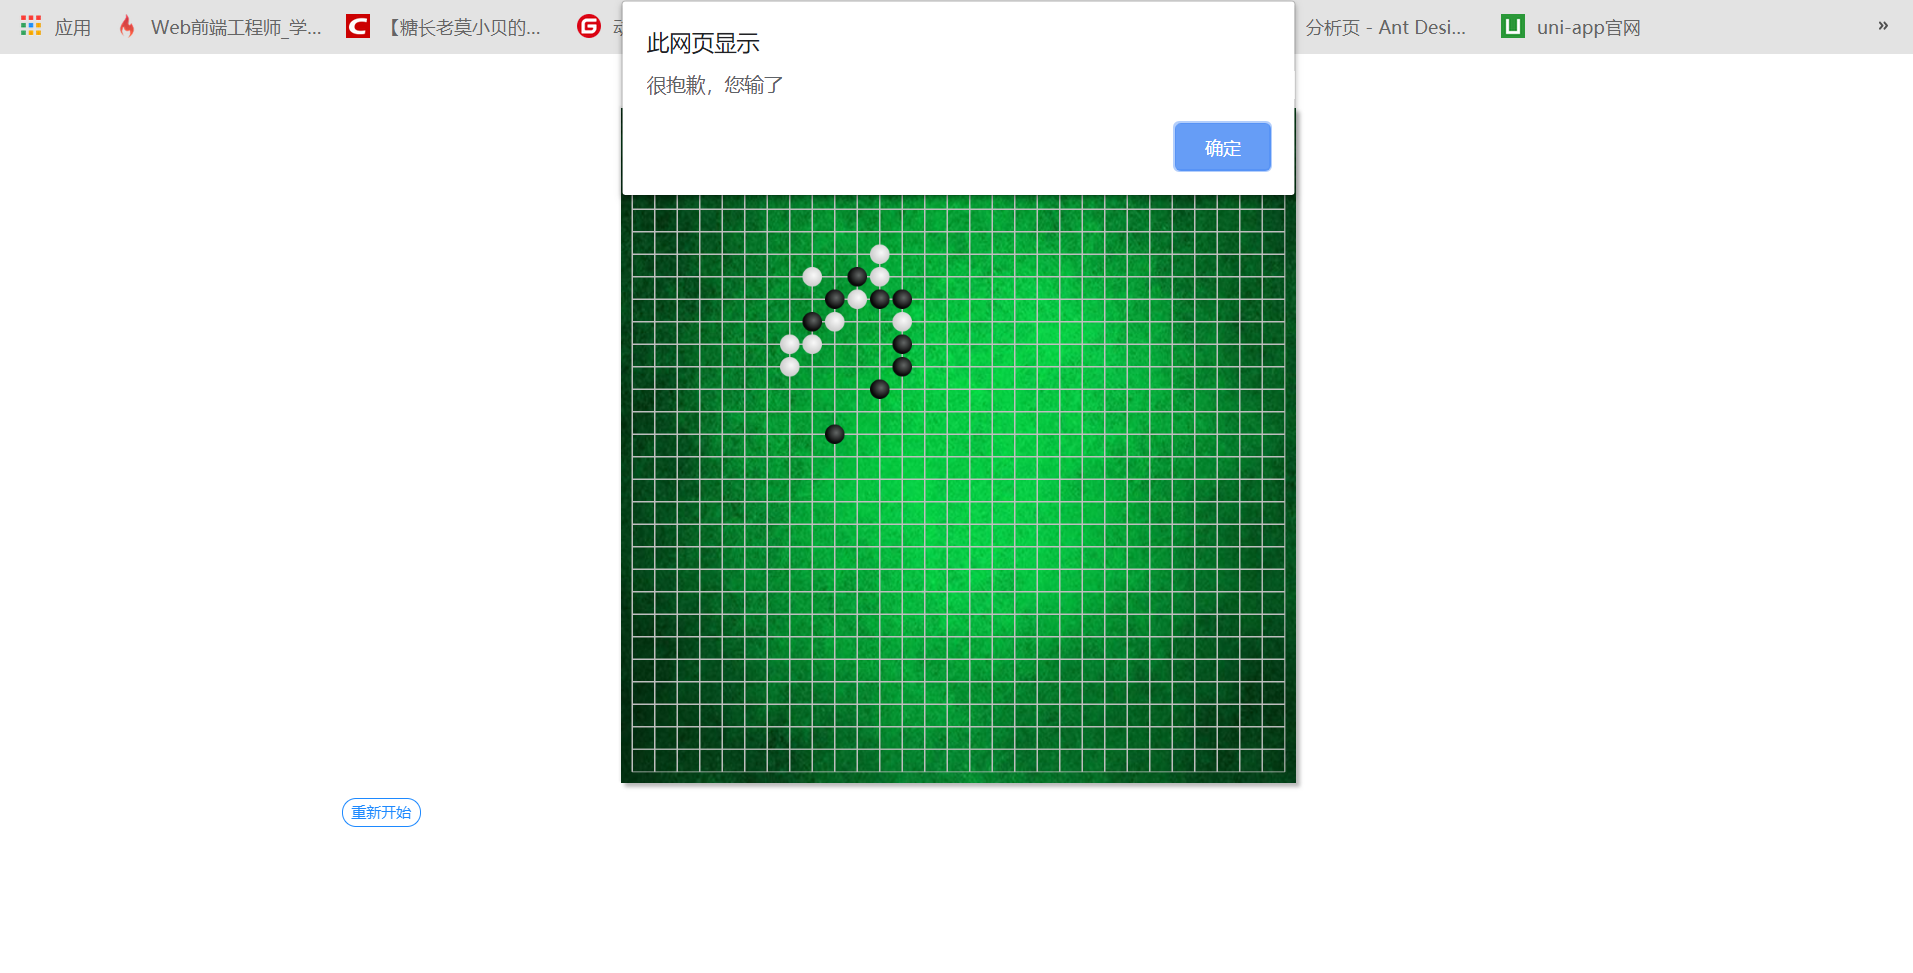 应用
Web前端工程师_学...
【糖长老莫小贝的...
分析页 - Ant Desi...
uni-app官网
»
此网页显示
很抱歉，您输了
确定
重新开始